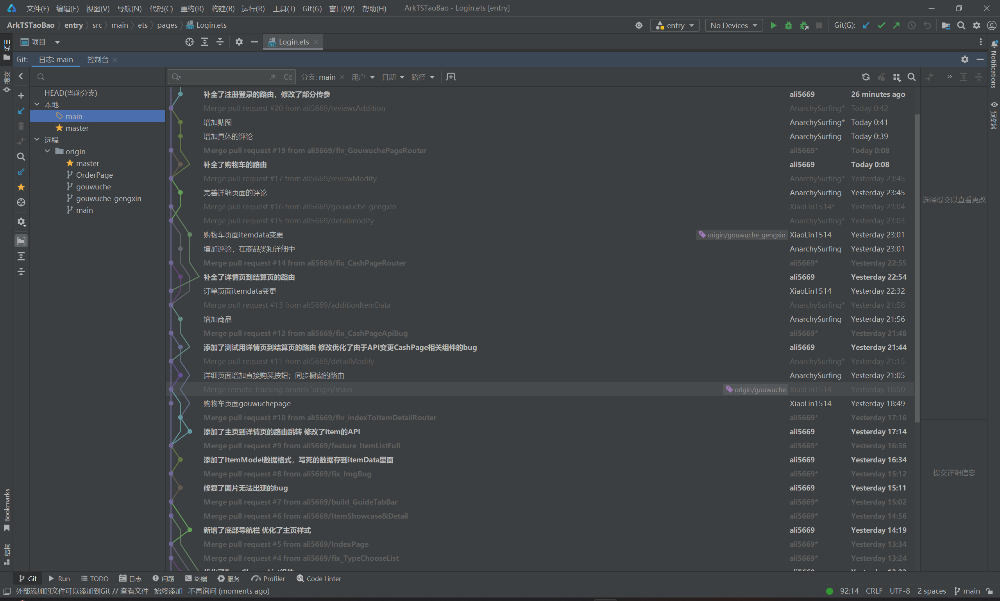 文件(F) 编辑(E) 视图(V) 导航(N) 代码(C) 重构(R) 构建(B) 运行(R) 工具(T) Git(G) 窗口(W) 帮助(H) ArkTSTaoBao - Login.ets [entry]
ArkTSTaoBao entry src main ets pages Login.ets entry No Devices Git(G):
项目 Login.ets
Git: 日志: main 控制台
Cc 分支: main 用户 日期 路径
HEAD(当前分支)
本地
main
master
远程
origin
master
OrderPage
gouwuche
gouwuche_gengxin
main
补全了注册登录的路由，修改了部分传参 ali5669 26 minutes ago
Merge pull request #20 from ali5669/reviewsAddition AnarchySurfing* Today 0:42
增加贴图 AnarchySurfing* Today 0:41
增加具体的评论 AnarchySurfing Today 0:39
Merge pull request #19 from ali5669/fix_GouwuchePageRouter ali5669* Today 0:08
补全了购物车的路由 ali5669 Today 0:08
Merge pull request #17 from ali5669/reviewModify AnarchySurfing* Yesterday 23:45
完善详细页面的评论 AnarchySurfing Yesterday 23:45
Merge pull request #16 from ali5669/gouwuche_gengxin XiaoLin1514* Yesterday 23:04
Merge pull request #15 from ali5669/detailmodify AnarchySurfing* Yesterday 23:03
购物车页面itemdata变更 origin/gouwuche_gengxin XiaoLin1514 Yesterday 23:01
增加评论，在商品类和详细中 AnarchySurfing Yesterday 23:01
Merge pull request #14 from ali5669/fix_CashPageRouter ali5669* Yesterday 22:55
补全了详情页到结算页的路由 ali5669 Yesterday 22:54
订单页面itemdata变更 XiaoLin1514 Yesterday 22:32
Merge pull request #13 from ali5669/additionItemData AnarchySurfing* Yesterday 21:58
增加商品 AnarchySurfing Yesterday 21:56
Merge pull request #12 from ali5669/fix_CashPageApiBug ali5669* Yesterday 21:48
添加了测试用详情页到结算页的路由 修改优化了由于API变更CashPage相关组件的bug ali5669 Yesterday 21:44
Merge pull request #11 from ali5669/detailModify AnarchySurfing* Yesterday 21:15
详细页面增加直接购买按钮；同步橱窗的路由 AnarchySurfing Yesterday 21:05
Merge remote-tracking branch 'origin/main' origin/gouwuche XiaoLin1514 Yesterday 18:50
购物车页面gouwuchepage XiaoLin1514 Yesterday 18:49
Merge pull request #10 from ali5669/fix_indexToItemDetailRouter ali5669* Yesterday 17:16
添加了主页到详情页的路由跳转 修改了item的API ali5669 Yesterday 17:14
Merge pull request #9 from ali5669/feature_ItemListFull ali5669* Yesterday 16:36
添加了ItemModel数据格式，写死的数据存到itemData里面 ali5669 Yesterday 16:34
Merge pull request #8 from ali5669/fix_ImgBug ali5669* Yesterday 15:12
修复了图片无法出现的bug ali5669 Yesterday 15:11
Merge pull request #7 from ali5669/build_GuideTabBar ali5669* Yesterday 15:02
Merge pull request #6 from ali5669/ItemShowcase&Detail ali5669* Yesterday 14:56
新增了底部导航栏 优化了主页样式 ali5669 Yesterday 14:19
Merge pull request #5 from ali5669/IndexPage ali5669* Yesterday 13:34
Merge pull request #4 from ali5669/fix_TypeChooseList ali5669* Yesterday 13:24
选择提交以查看更改
提交详细信息
项目
提交
Bookmarks
结构
Notifications
预览器
Git Run TODO 日志 问题 终端 服务 Profiler Code Linter
外部添加的文件可以添加到Git // 查看文件 始终添加 不再询问 (moments ago) 92:14 CRLF UTF-8 2 spaces main